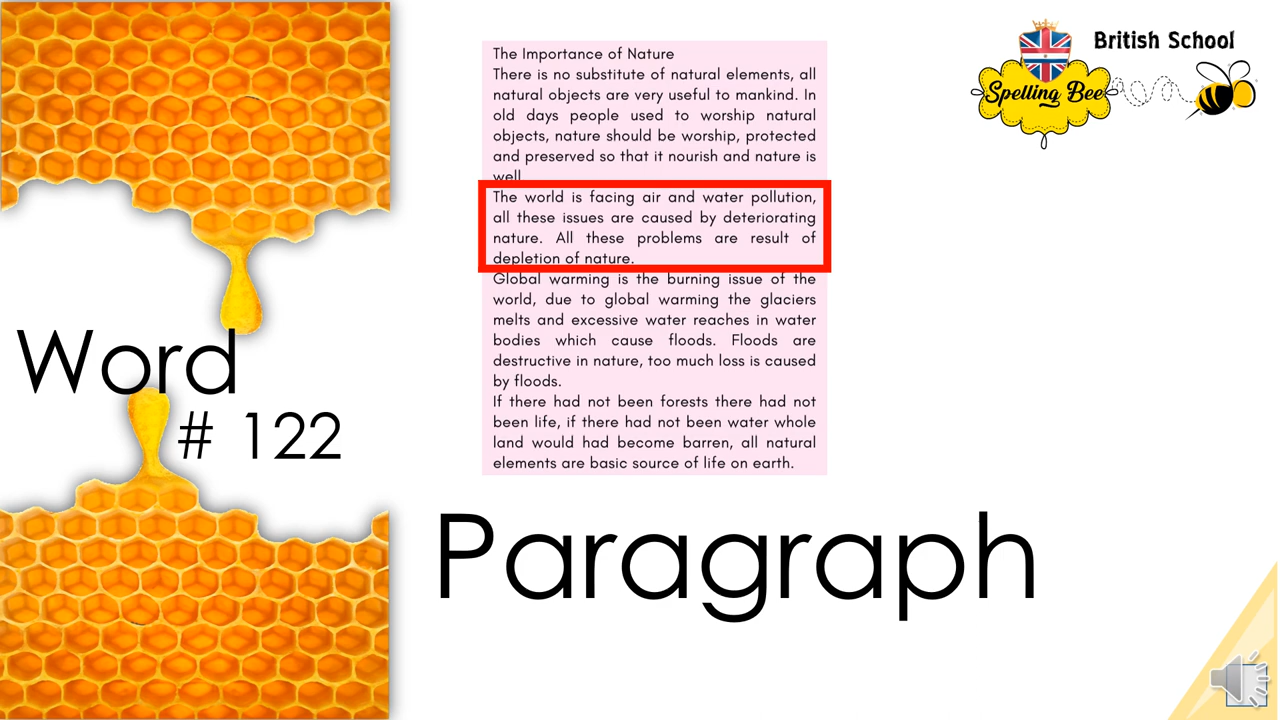 The Importance of Nature
There is no substitute of natural elements, all
natural objects are very useful to mankind. In
old days people used to worship natural
objects, nature should be worship, protected
and preserved so that it nourish and nature is
well
The world is facing air and water pollution,
all these issues are caused by deteriorating
nature. All these problems are result of
depletion of nature.
Global warming is the burning issue of the
world, due to global warming the glaciers
melts and excessive water reaches in water
bodies which cause floods. Floods are
destructive in nature, too much loss is caused
by floods.
If there had not been forests there had not
been life, if there had not been water whole
land would had become barren, all natural
elements are basic source of life on earth.
British School
Spelling Bee
Word
# 122
Paragraph